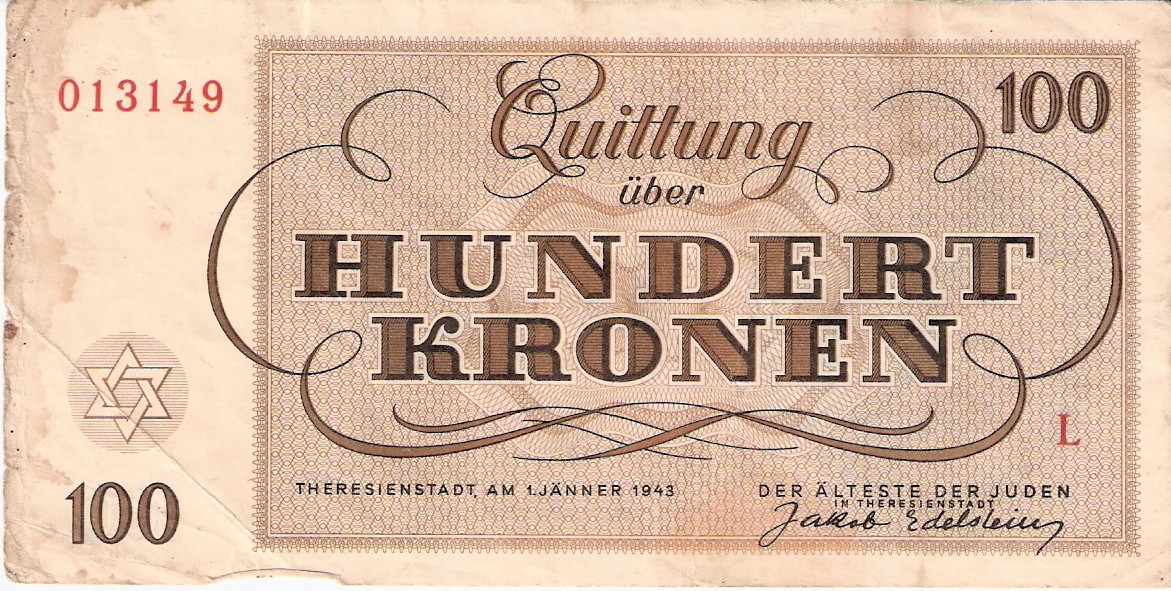 013149
100
Quittung
über
HUNDERT
KRONEN
L
THERESIENSTADT, AM 1. JÄNNER 1943
DER ÄLTESTE DER JUDEN
IN THERESIENSTADT
Jakob Edelstein
100